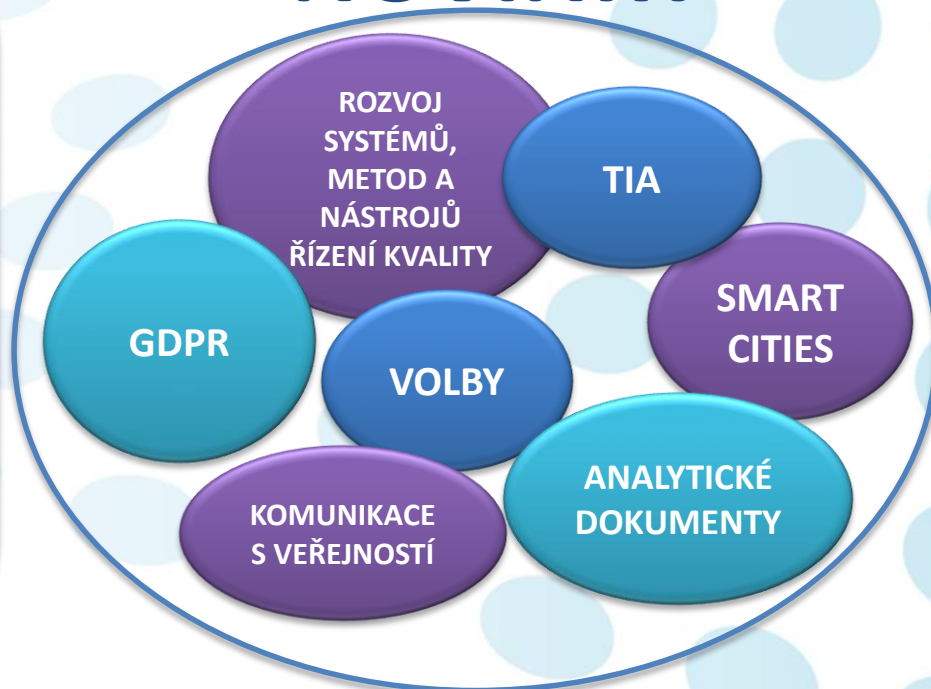 ROZVOJ
SYSTÉMŮ,
METOD A
NÁSTROJŮ
ŘÍZENÍ KVALITY
TIA
SMART
CITIES
GDPR
VOLBY
ANALYTICKÉ
DOKUMENTY
KOMUNIKACE
S VEŘEJNOSTÍ